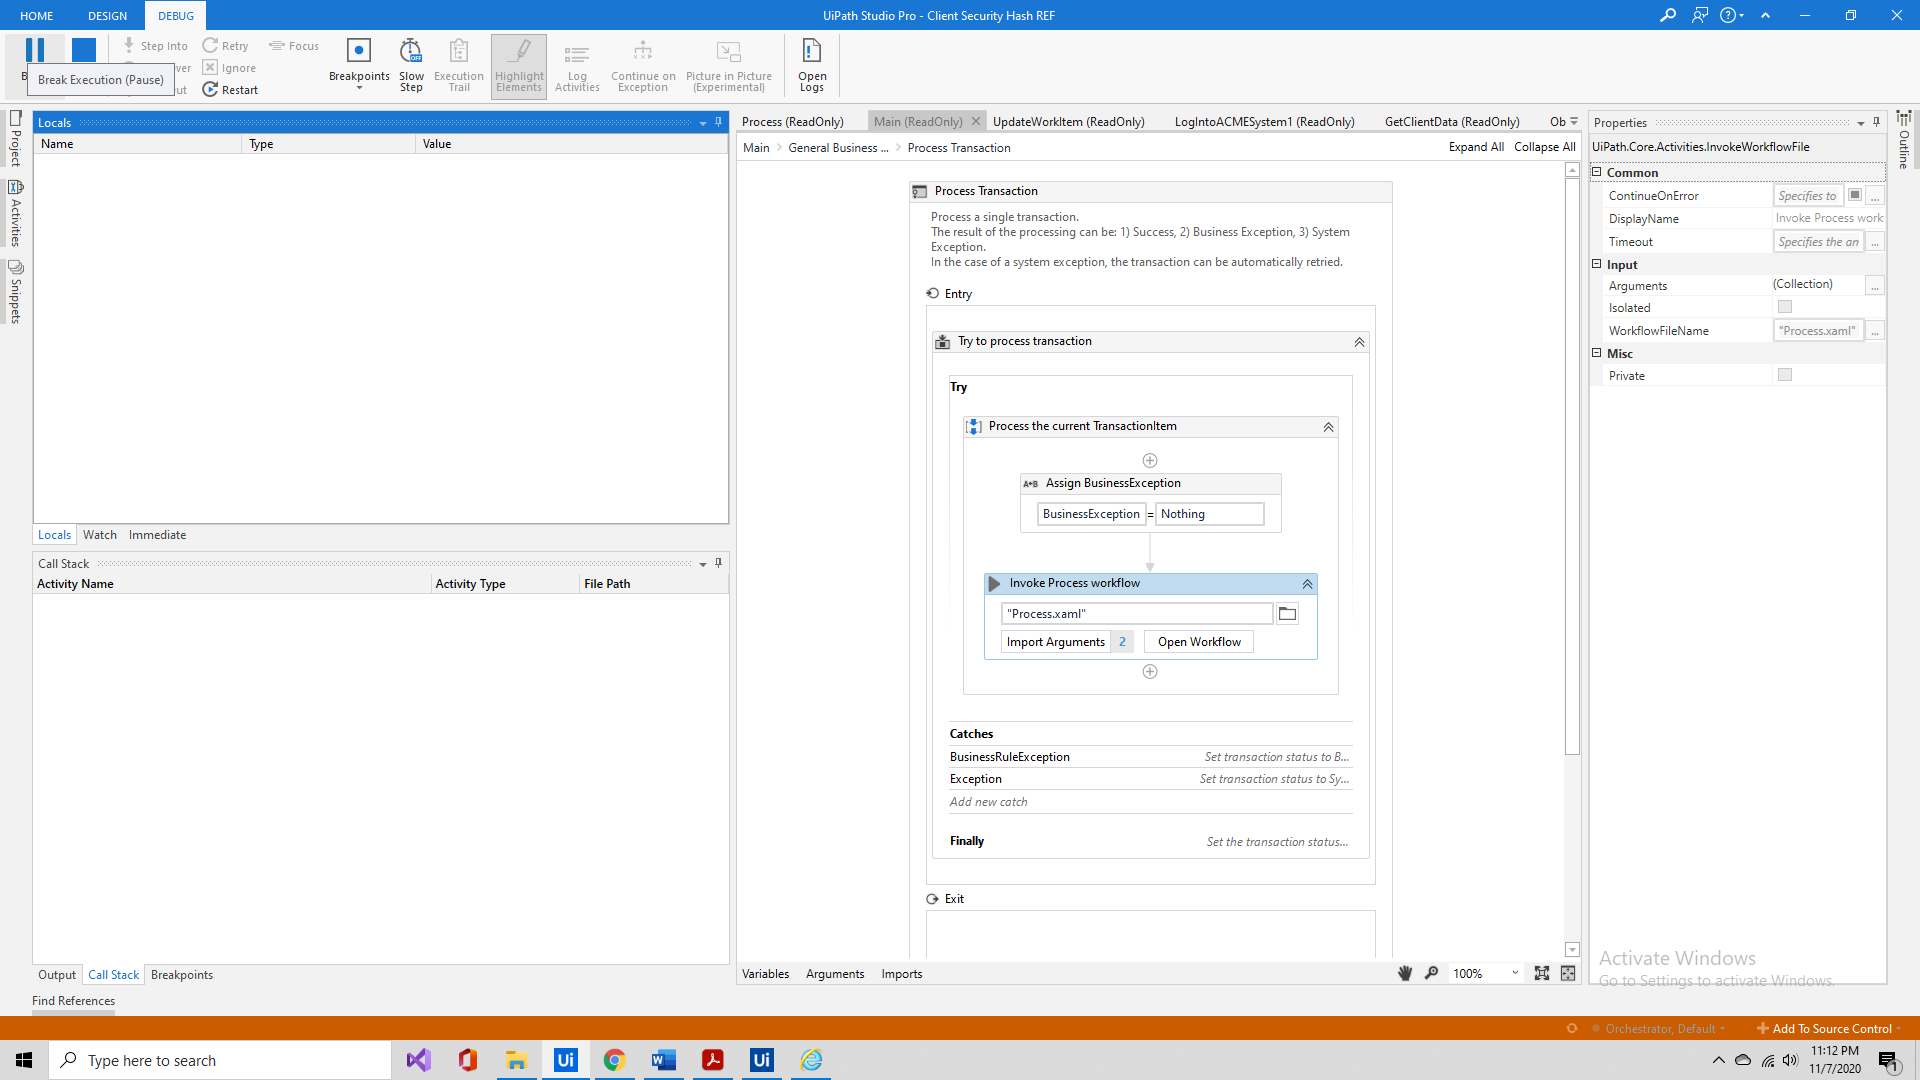 HOME DESIGN DEBUG UiPath Studio Pro - Client Security Hash REF
Step Into Retry Focus
Ignore
Restart
Break Execution (Pause)
Breakpoints
Slow Step
Execution Trail
Highlight Elements
Log Activities
Continue on Exception
Picture in Picture (Experimental)
Open Logs
Project
Activities
Snippets
Locals
Name Type Value
Locals Watch Immediate
Call Stack
Activity Name Activity Type File Path
Output Call Stack Breakpoints
Find References
Process (ReadOnly) Main (ReadOnly) UpdateWorkItem (ReadOnly) LogIntoACMESystem1 (ReadOnly) GetClientData (ReadOnly) Ob
Main General Business ... Process Transaction Expand All Collapse All
Process Transaction
Process a single transaction.
The result of the processing can be: 1) Success, 2) Business Exception, 3) System
Exception.
In the case of a system exception, the transaction can be automatically retried.
Entry
Try to process transaction
Try
Process the current TransactionItem
A+B Assign BusinessException
BusinessException = Nothing
Invoke Process workflow
"Process.xaml"
Import Arguments 2 Open Workflow
Catches
BusinessRuleException Set transaction status to B...
Exception Set transaction status to Sy...
Add new catch
Finally Set the transaction status...
Exit
Variables Arguments Imports 100%
Properties
UiPath.Core.Activities.InvokeWorkflowFile
Common
ContinueOnError Specifies to ...
DisplayName Invoke Process work
Timeout Specifies the an ...
Input
Arguments (Collection) ...
Isolated
WorkflowFileName "Process.xaml" ...
Misc
Private
Outline
Activate Windows
Go to Settings to activate Windows.
Orchestrator, Default Add To Source Control
Type here to search
Ui
Ui
11:12 PM
11/7/2020
1